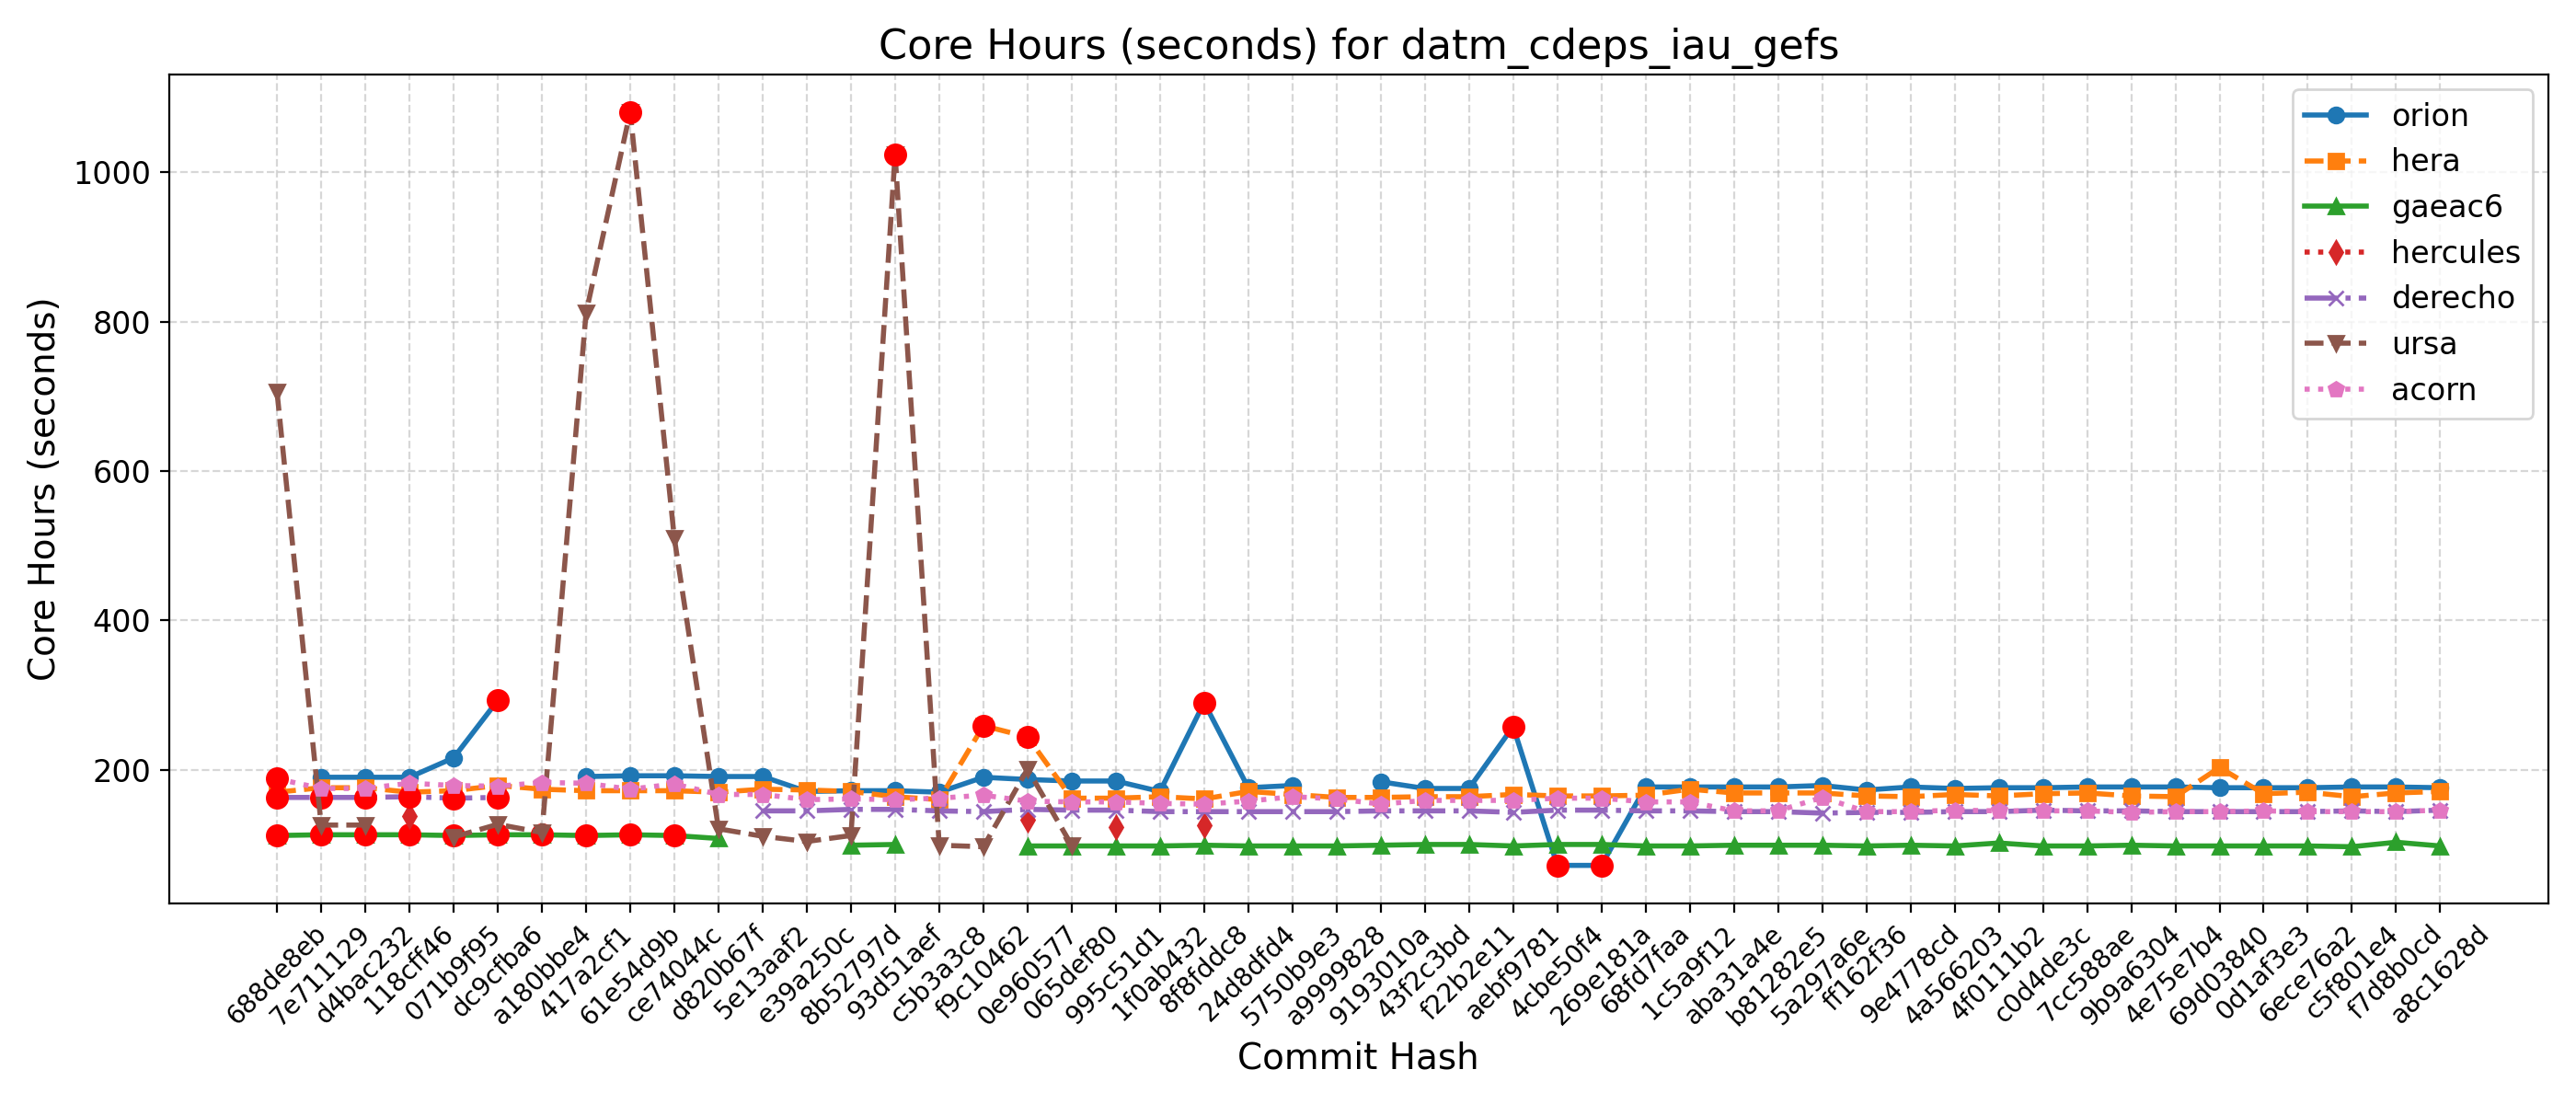 Core Hours (seconds) for datm_cdeps_iau_gefs
Core Hours (seconds)
1000
800
600
400
200
orion
hera
gaeac6
hercules
derecho
ursa
acorn
688de8eb
7e711129
d4bac232
118cff46
071b9f95
dc9cfba6
a180bbe4
417a2cf1
61e54d9b
ce74044c
d820b67f
5e13aaf2
e39a250c
8b52797d
93d51aef
c5b3a3c8
f9c10462
0e960577
065def80
995c51d1
1f0ab432
8f8fddc8
24d8dfd4
5750b9e3
a9999828
9193010a
43f2c3bd
f22b2e11
aebf9781
4cbe50f4
269e181a
68fd7faa
1c5a9f12
aba31a4e
b81282e5
5a297a6e
ff162f36
9e4778cd
4a566203
4f0111b2
c0d4de3c
7cc588ae
9b9a6304
4e75e7b4
69d03840
0d1af3e3
6ece76a2
c5f801e4
f7d8b0cd
a8c1628d
Commit Hash